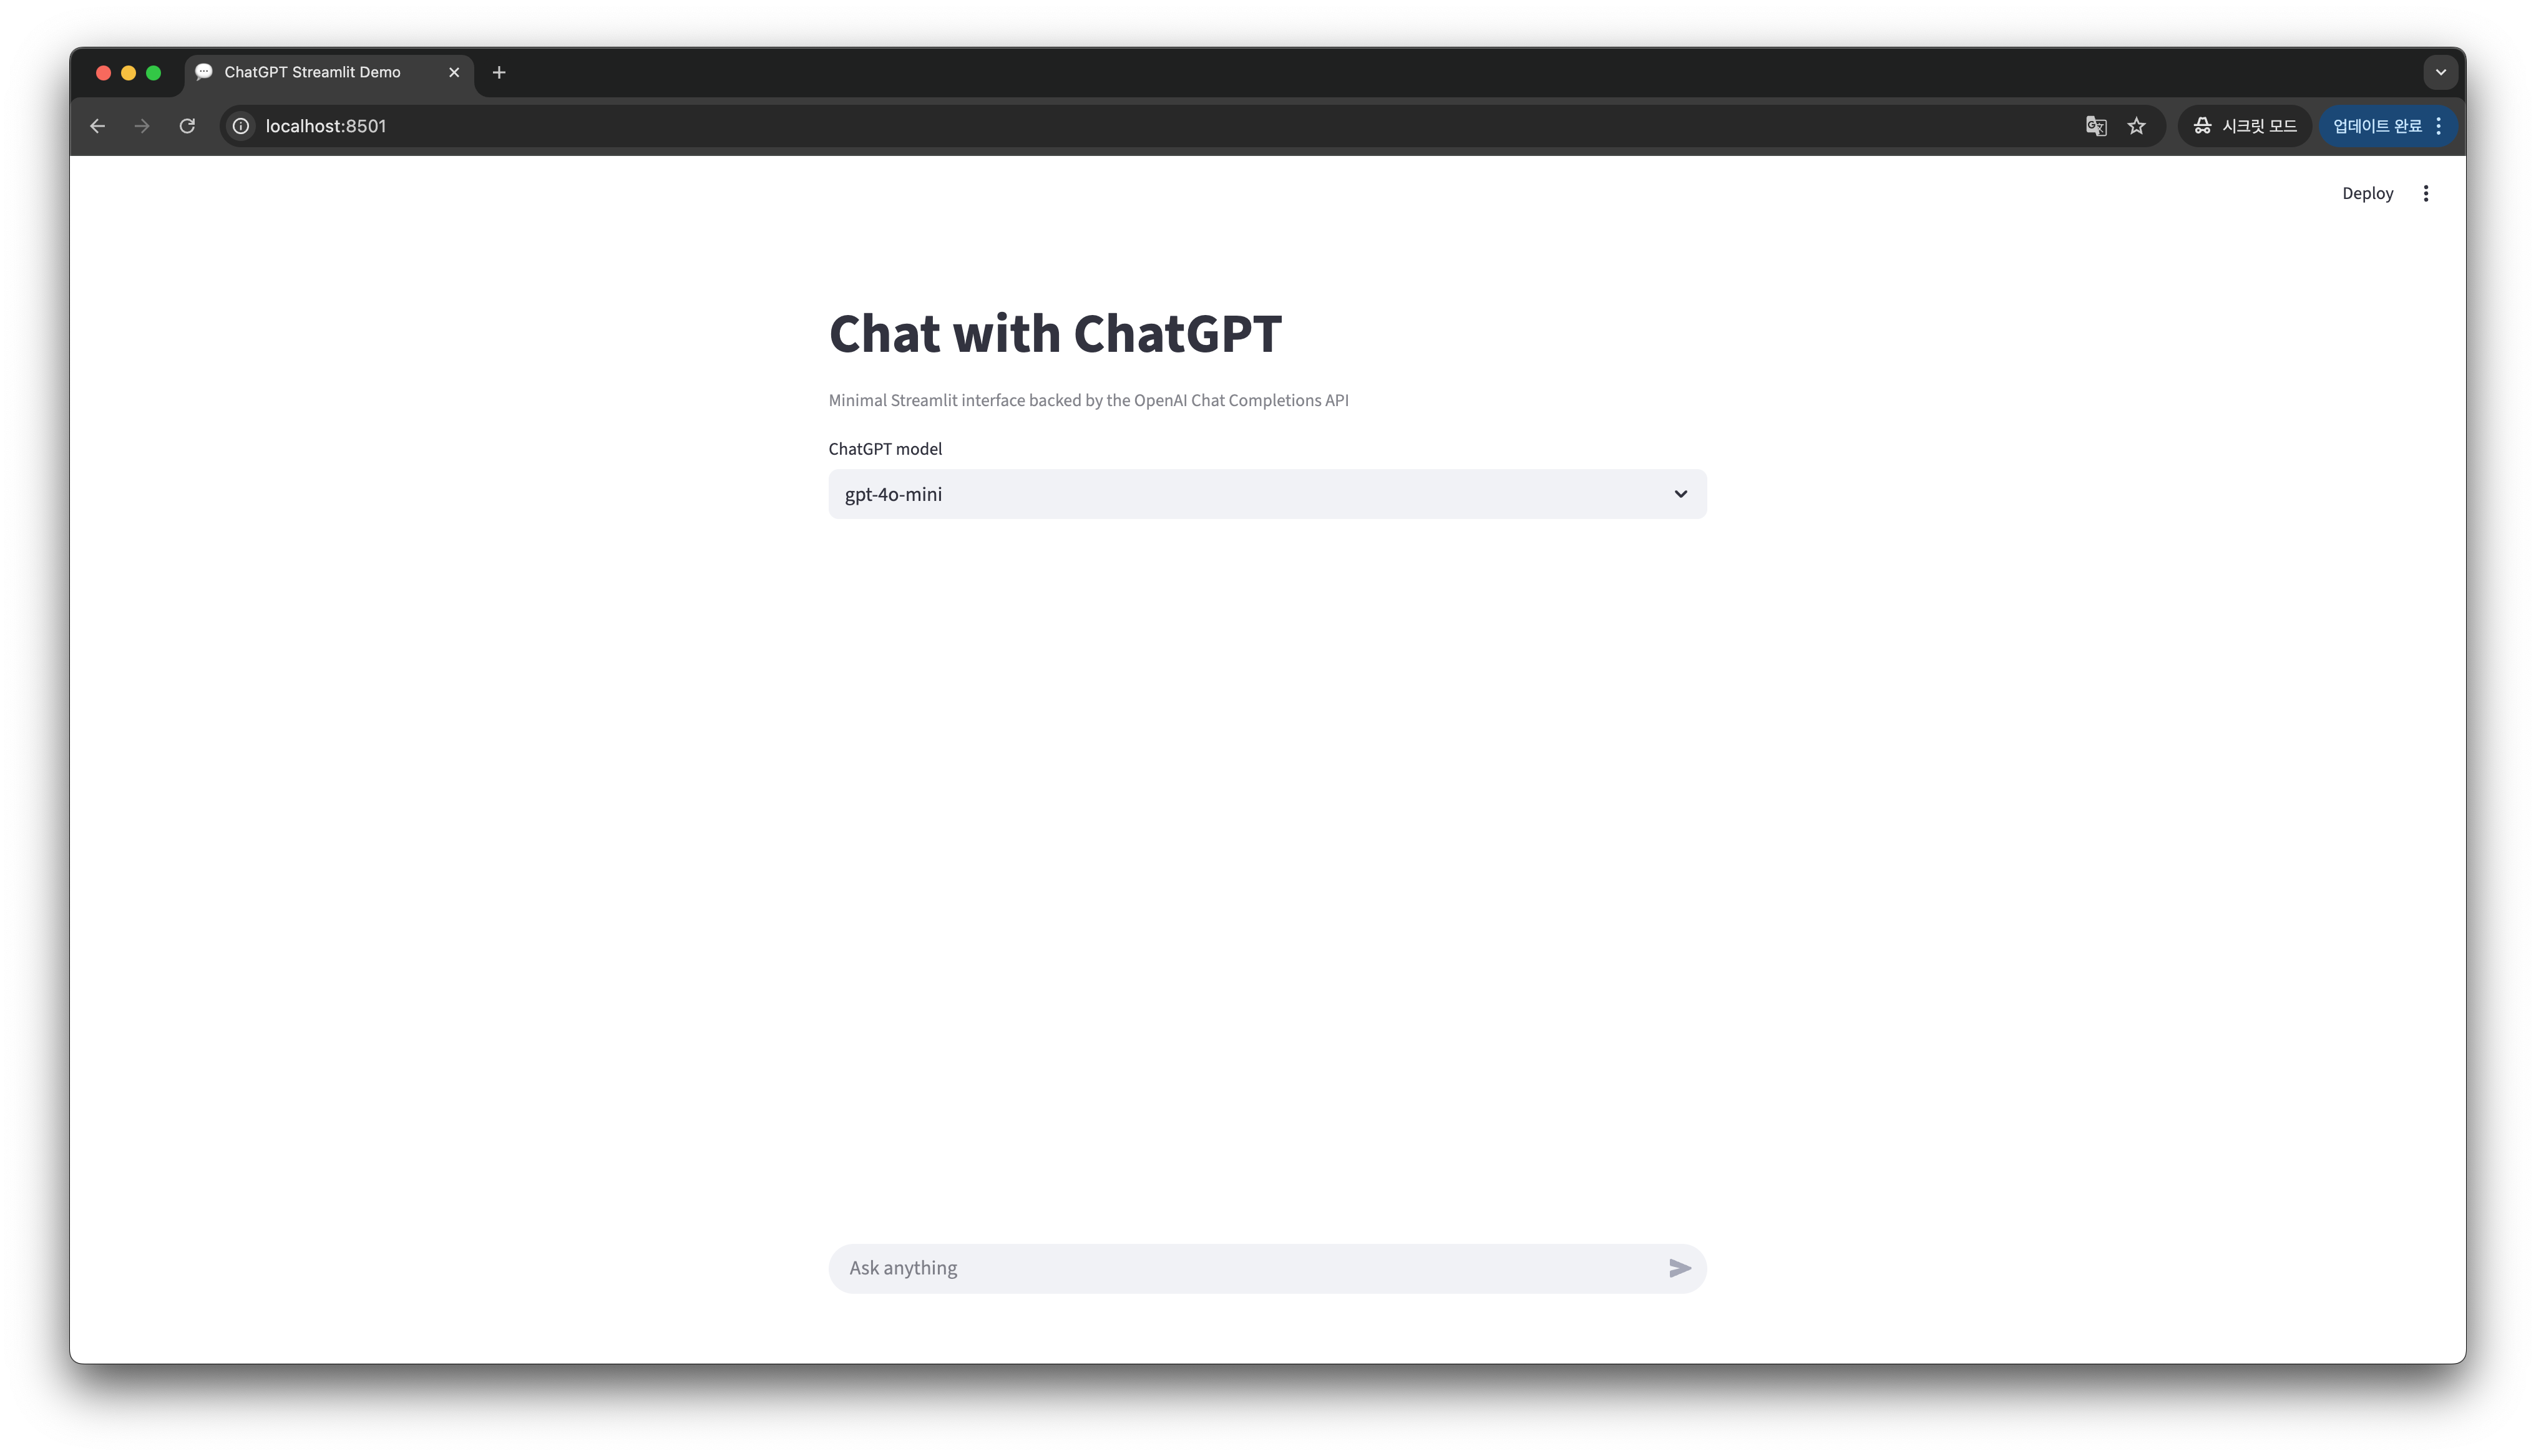 ChatGPT Streamlit Demo
localhost:8501
시크릿 모드
업데이트 완료
Deploy
Chat with ChatGPT
Minimal Streamlit interface backed by the OpenAI Chat Completions API
ChatGPT model
gpt-4o-mini
Ask anything